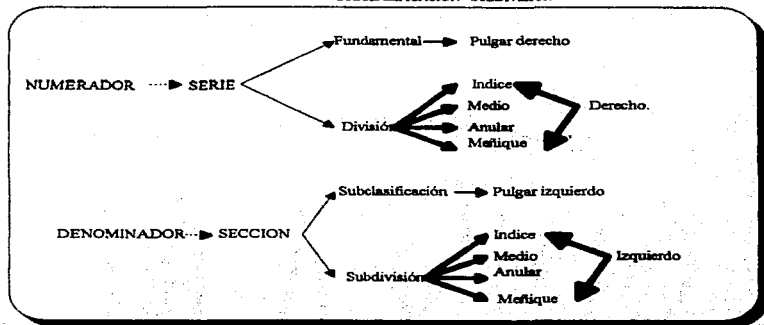 Fundamental Pulgar derecho
NUMERADOR SERIE
Indice
Medio
Derecho.
División
Anular
Meñique
Subclasificación Pulgar izquierdo
DENOMINADOR SECCION
Indice
Medio
Izquierdo
Subdivisión
Anular
Meñique